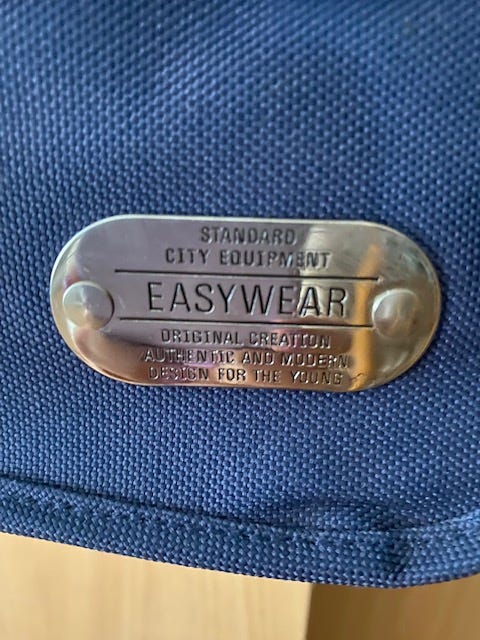 STANDARD
CITY EQUIPMENT
EASYWEAR
ORIGINAL CREATION
AUTHENTIC AND MODERN
DESIGN FOR THE YOUNG